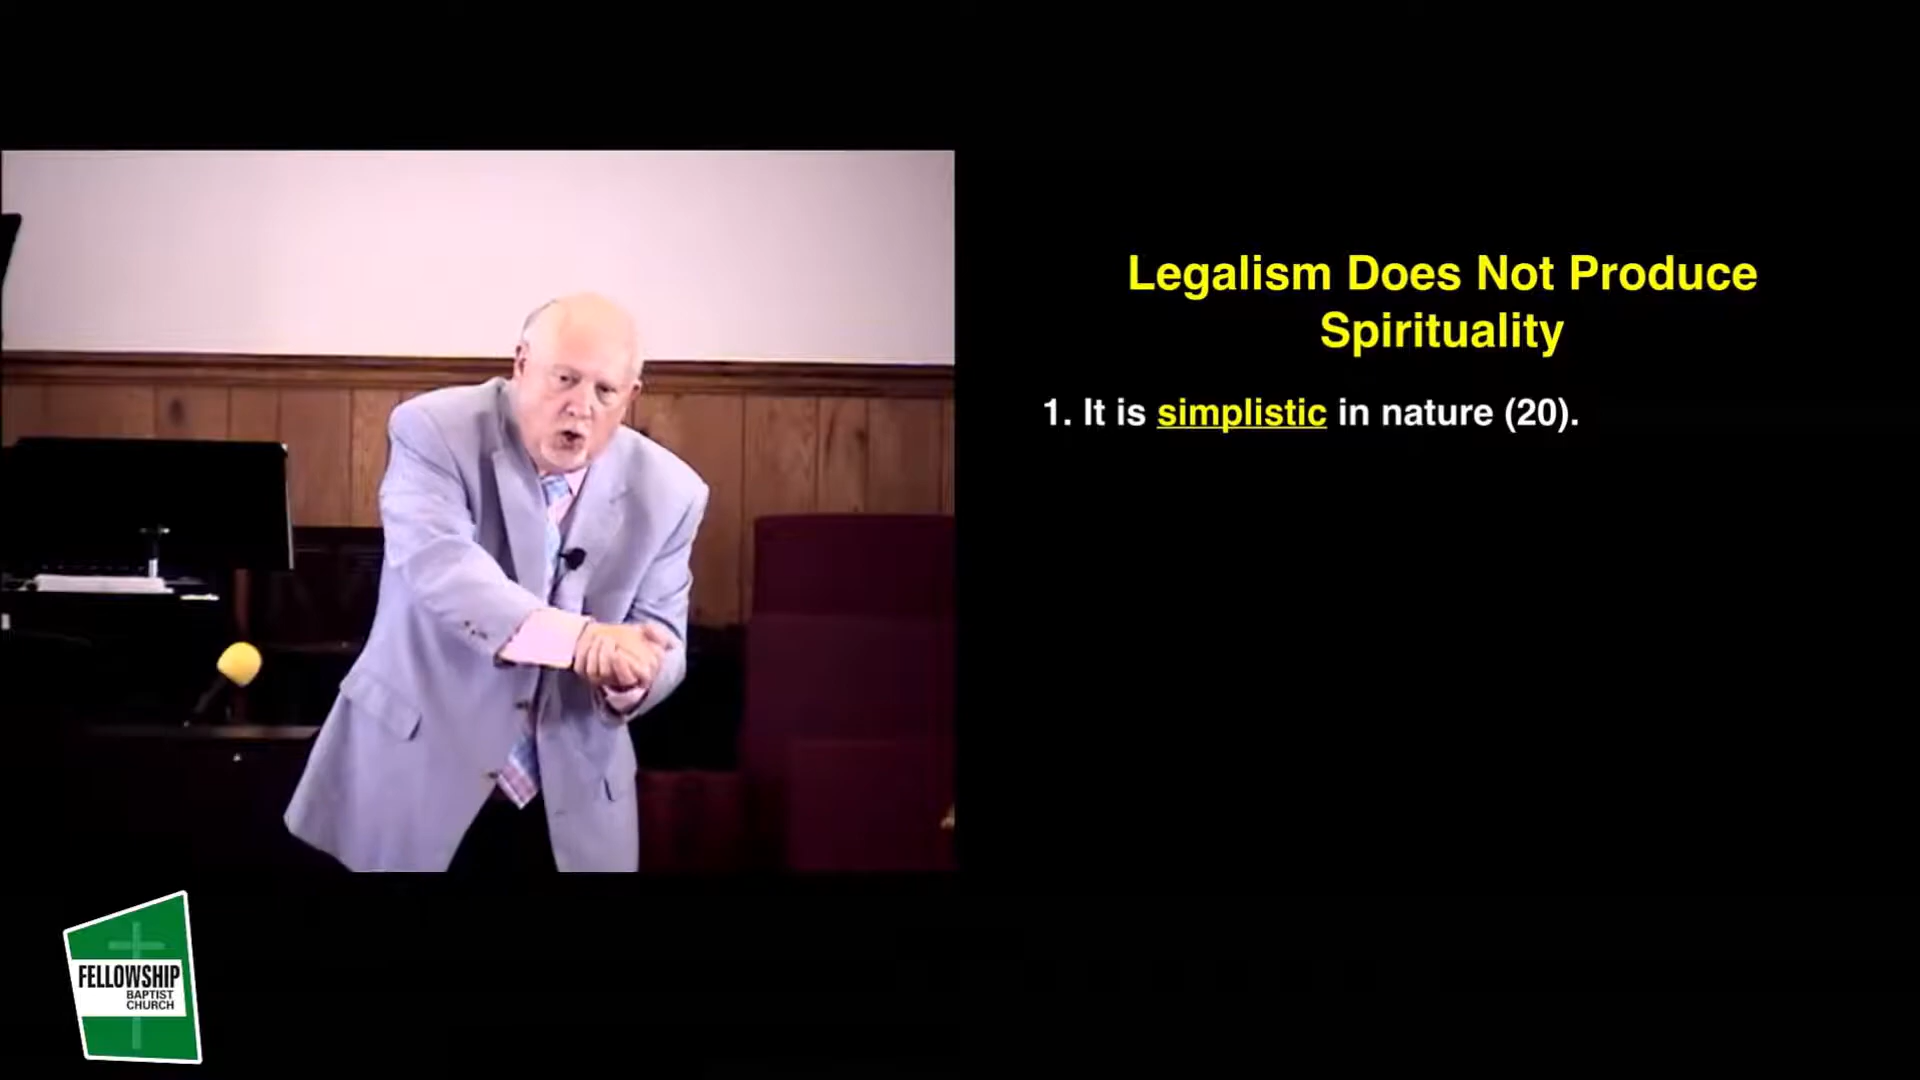 Legalism Does Not Produce
Spirituality
1. It is simplistic in nature (20).
FELLOWSHIP
BAPTIST
CHURCH